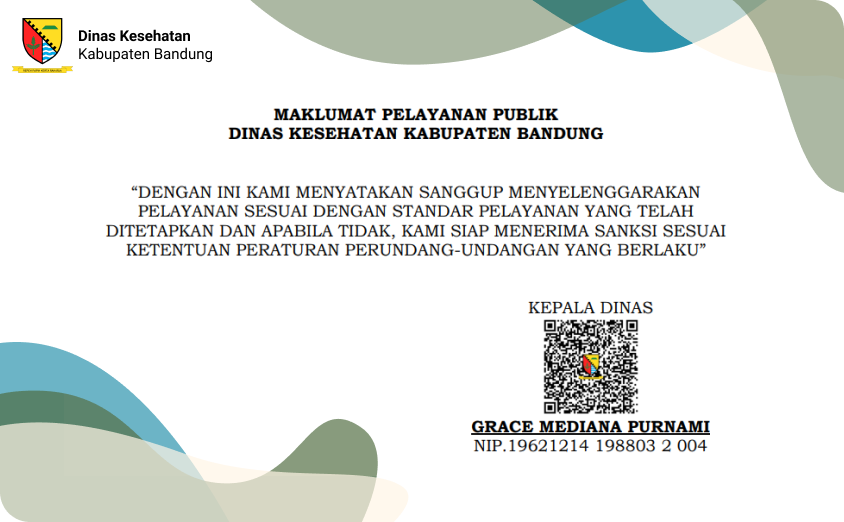 Dinas Kesehatan
Kabupaten Bandung
MAKLUMAT PELAYANAN PUBLIK
DINAS KESEHATAN KABUPATEN BANDUNG
“DENGAN INI KAMI MENYATAKAN SANGGUP MENYELENGGARAKAN
PELAYANAN SESUAI DENGAN STANDAR PELAYANAN YANG TELAH
DITETAPKAN DAN APABILA TIDAK, KAMI SIAP MENERIMA SANKSI SESUAI
KETENTUAN PERATURAN PERUNDANG-UNDANGAN YANG BERLAKU”
KEPALA DINAS
GRACE MEDIANA PURNAMI
NIP.19621214 198803 2 004